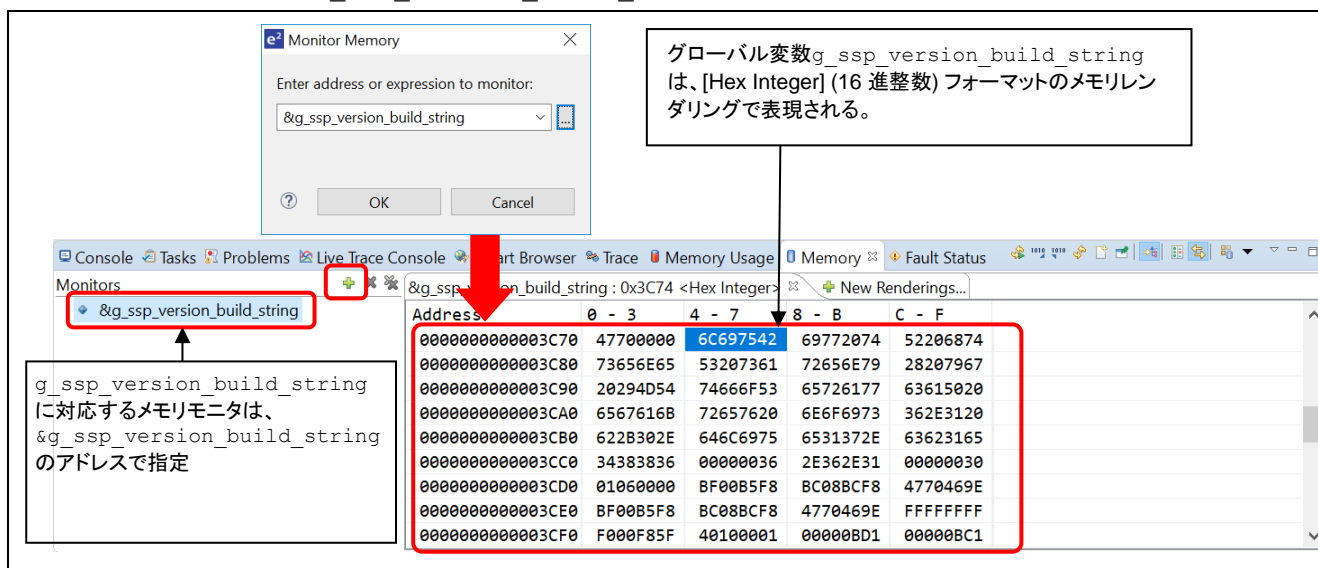 e² Monitor Memory
Enter address or expression to monitor:
&g_ssp_version_build_string
...
OK
Cancel
グローバル変数g_ssp_version_build_string
は、[Hex Integer] (16 進整数) フォーマットのメモリレン
ダリングで表現される。
Console Tasks Problems Live Trace Console art Browser Trace Memory Usage Memory Fault Status
Monitors
&g_ssp_version_build_string
&g_ssp_ on_build_string : 0x3C74 <Hex Integer> New Renderings...
Address 0 - 3 4 - 7 8 - B C - F
0000000000003C70 47700000 6C697542 69772074 52206874
0000000000003C80 73656E65 53207361 72656E79 28207967
0000000000003C90 20294D54 74666F53 65726177 63615020
0000000000003CA0 6567616B 72657620 6E6F6973 362E3120
0000000000003CB0 622B302E 646C6975 6531372E 63623165
0000000000003CC0 34383836 00000036 2E362E31 00000030
0000000000003CD0 01060000 BF00B5F8 BC08BCF8 4770469E
0000000000003CE0 BF00B5F8 BC08BCF8 4770469E FFFFFFFF
0000000000003CF0 F000F85F 40100001 00000BD1 00000BC1
g_ssp_version_build_string
に対応するメモリモニタは、
&g_ssp_version_build_string
のアドレスで指定